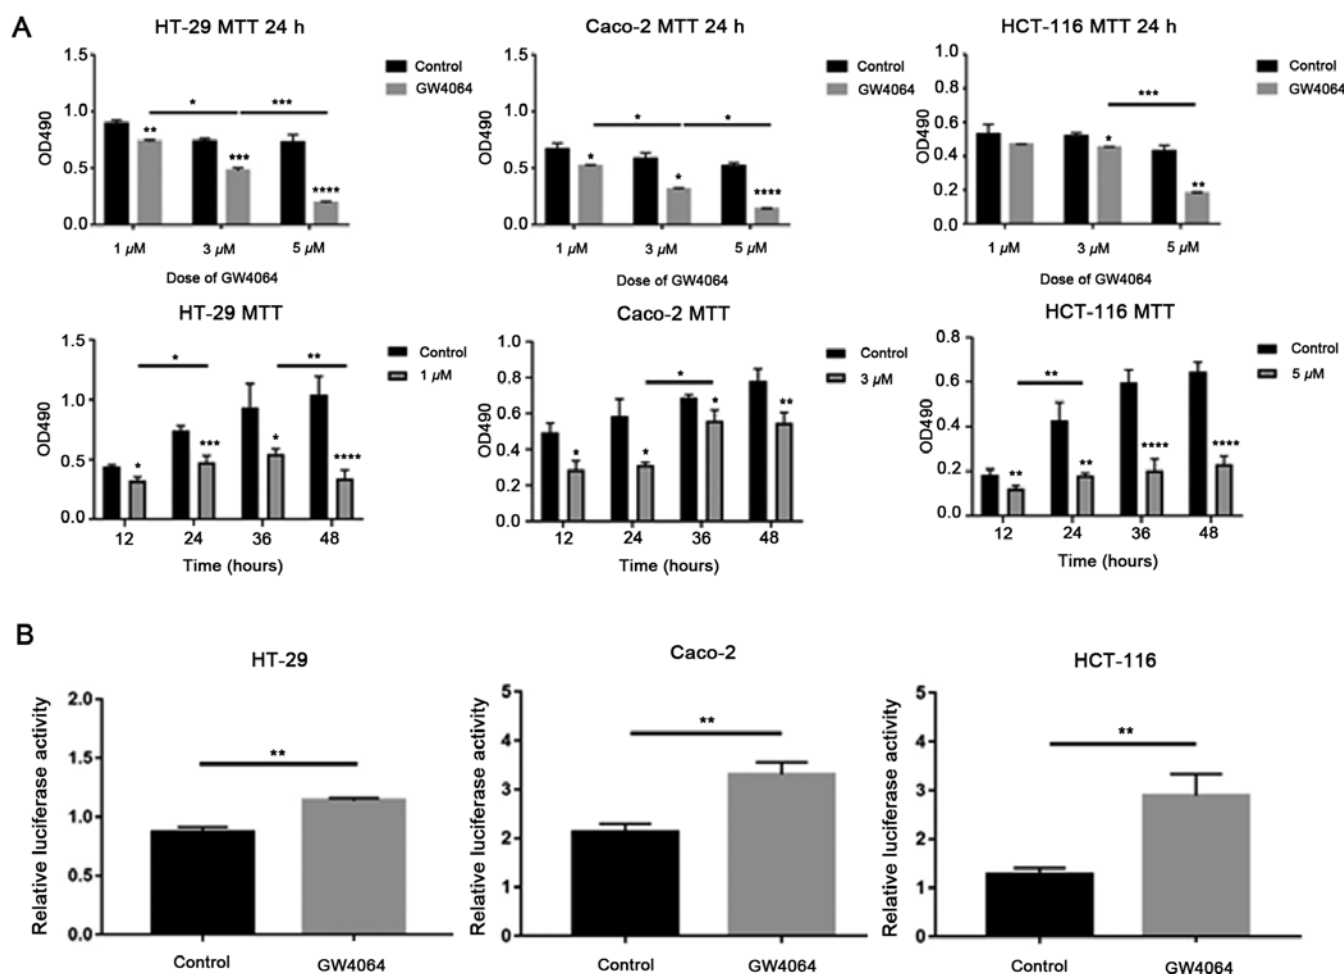 A
HT-29 MTT 24 h
OD490
1.5
1.0
0.5
0.0
Control
GW4064
*
***
**
***
****
1 µM
3 µM
5 µM
Dose of GW4064
Caco-2 MTT 24 h
OD490
1.5
1.0
0.5
0.0
Control
GW4064
*
*
*
*
****
1 µM
3 µM
5 µM
Dose of GW4064
HCT-116 MTT 24 h
OD490
1.0
0.8
0.6
0.4
0.2
0.0
Control
GW4064
***
*
**
1 µM
3 µM
5 µM
Dose of GW4064
HT-29 MTT
OD490
1.5
1.0
0.5
0.0
Control
1 µM
*
**
*
***
*
****
12
24
36
48
Time (hours)
Caco-2 MTT
OD490
1.0
0.8
0.6
0.4
0.2
0.0
Control
3 µM
*
*
*
*
**
12
24
36
48
Time (hours)
HCT-116 MTT
OD490
0.8
0.6
0.4
0.2
0.0
Control
5 µM
**
**
**
****
****
12
24
36
48
Time (hours)
B
HT-29
Relative luciferase activity
2.0
1.5
1.0
0.5
0.0
**
Control
GW4064
Caco-2
Relative luciferase activity
5
4
3
2
1
0
**
Control
GW4064
HCT-116
Relative luciferase activity
5
4
3
2
1
0
**
Control
GW4064